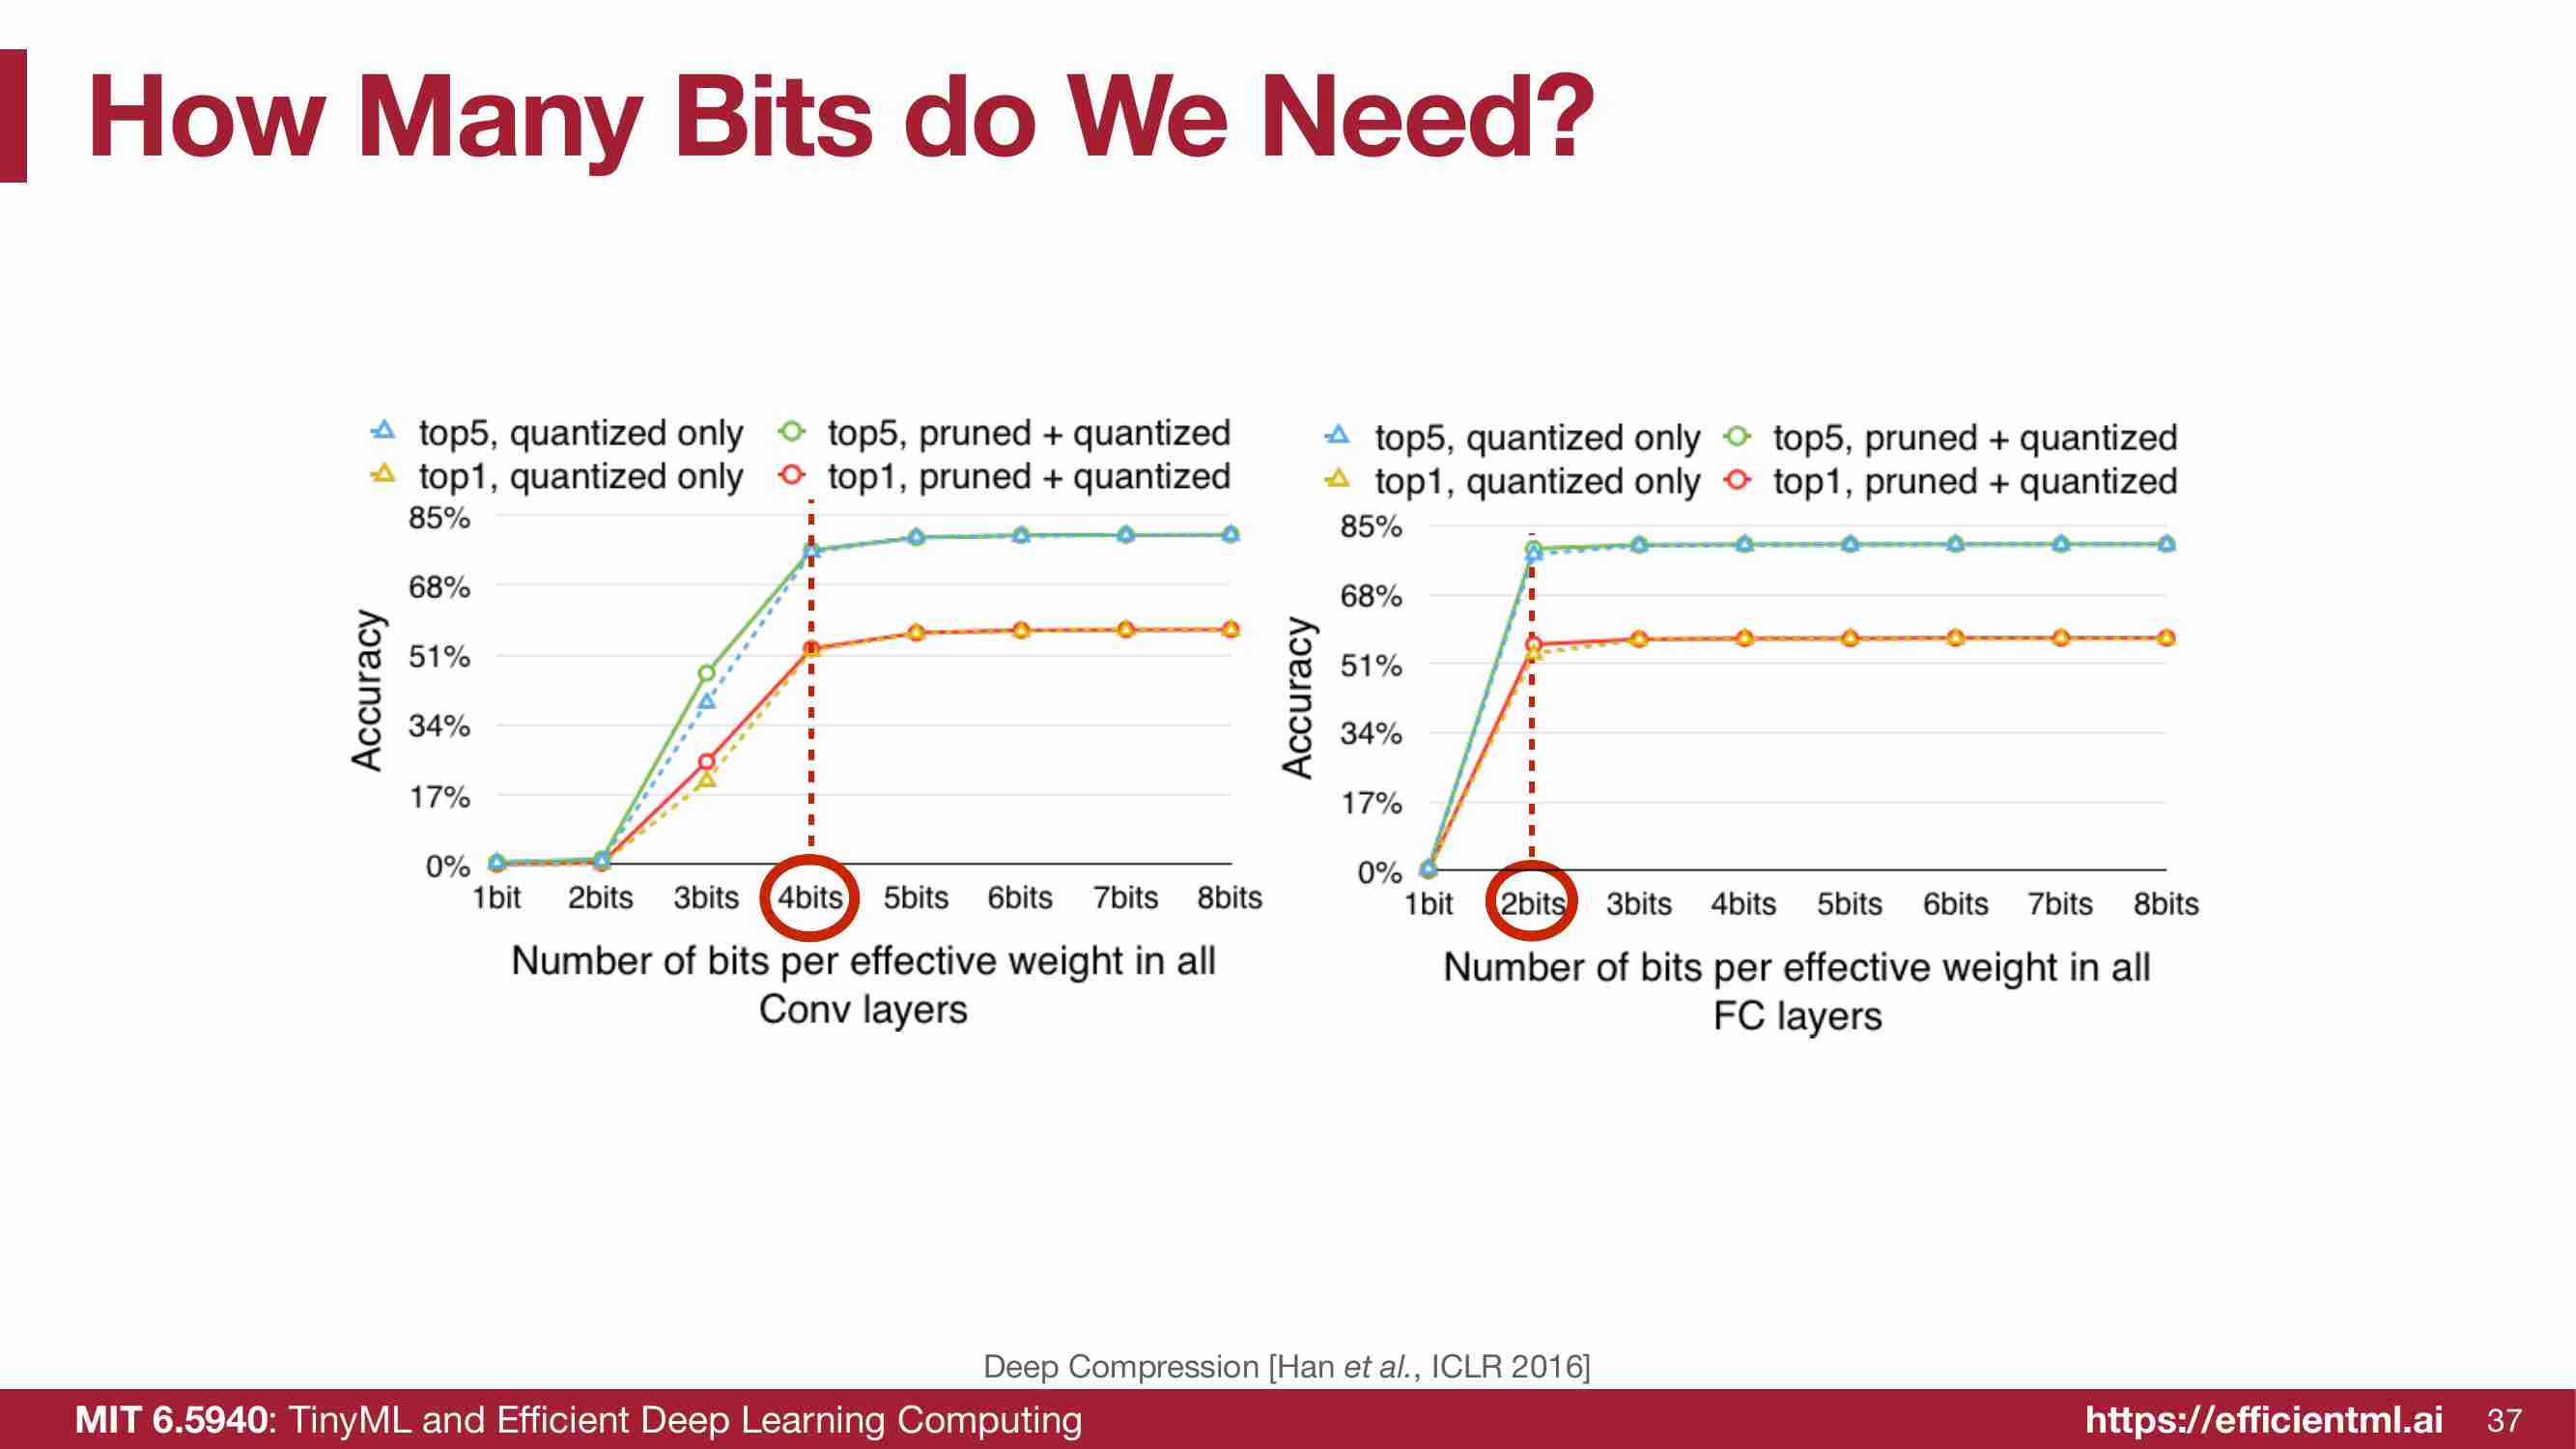 How Many Bits do We Need?
top5, quantized only top5, pruned + quantized
top1, quantized only top1, pruned + quantized
85%
68%
51%
34%
17%
0%
Accuracy
1bit 2bits 3bits 4bits 5bits 6bits 7bits 8bits
Number of bits per effective weight in all
Conv layers
top5, quantized only top5, pruned + quantized
top1, quantized only top1, pruned + quantized
85%
68%
51%
34%
17%
0%
Accuracy
1bit 2bits 3bits 4bits 5bits 6bits 7bits 8bits
Number of bits per effective weight in all
FC layers
Deep Compression [Han et al., ICLR 2016]
MIT 6.5940: TinyML and Efficient Deep Learning Computing https://efficientml.ai 37